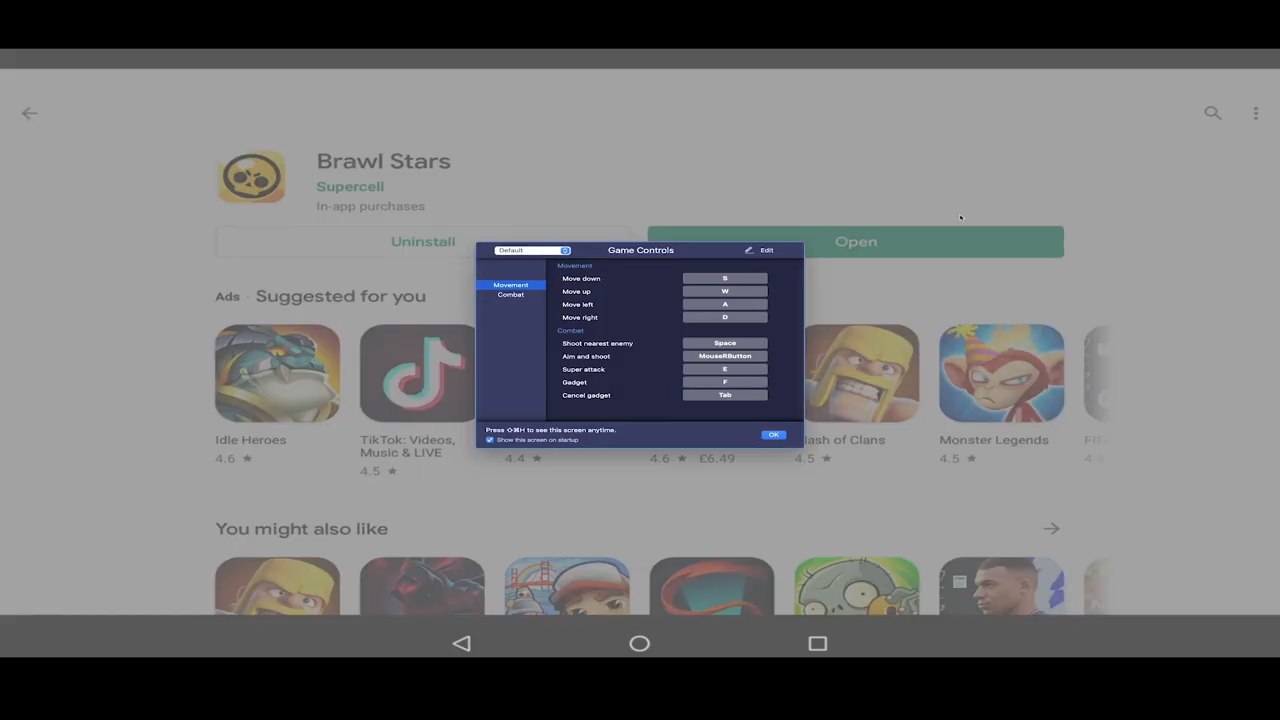 Brawl Stars
Supercell
In-app purchases
Uninstall
Open
Default
Game Controls
Edit
Movement
Combat
Movement
Move down S
Move up W
Move left A
Move right D
Combat
Shoot nearest enemy Space
Aim and shoot MouseRButton
Super attack E
Gadget F
Cancel gadget Tab
Press ⇧⌘H to see this screen anytime.
Show this screen on startup
OK
Ads · Suggested for you
Idle Heroes
4.6 ★
TikTok: Videos,
Music & LIVE
4.5 ★
4.4 ★
4.6 ★ £6.49
lash of Clans
4.5 ★
Monster Legends
4.5 ★
You might also like